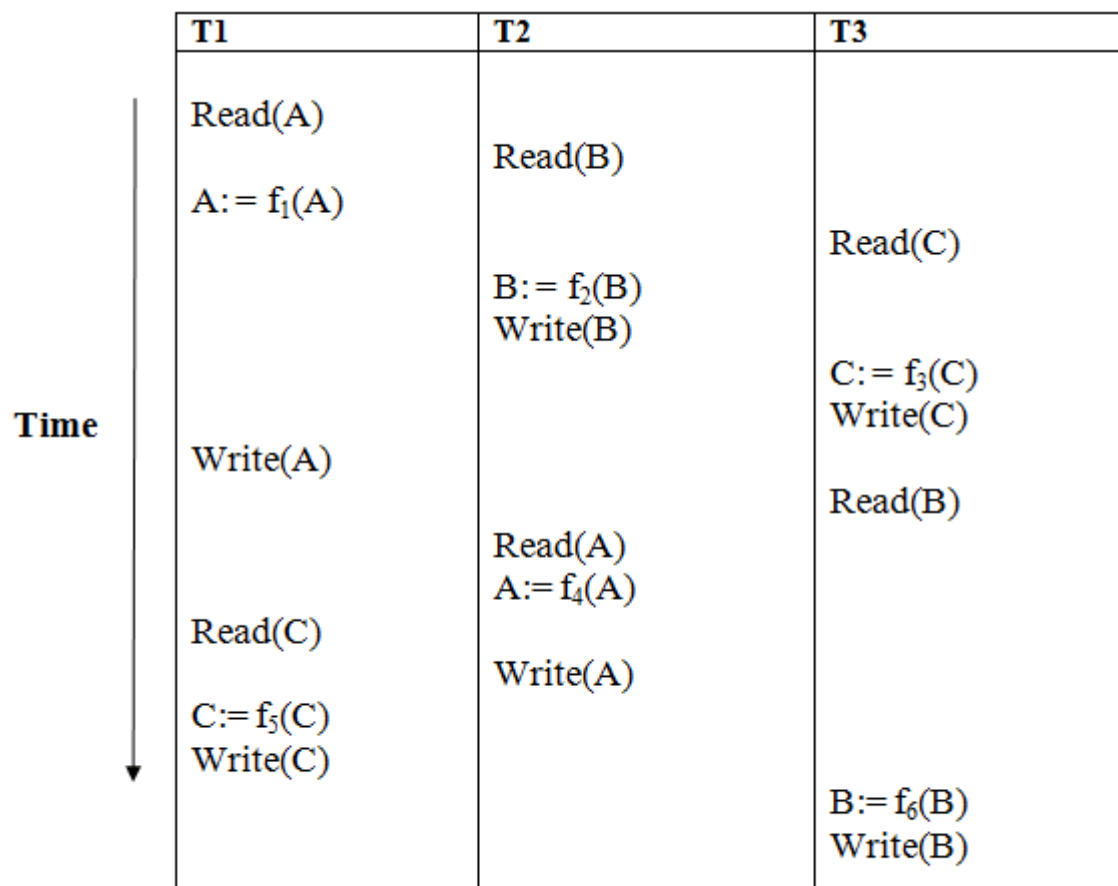 T1 T2 T3
Read(A)
Read(B)
A:= f₁(A)
Read(C)
B:= f₂(B)
Write(B)
C:= f₃(C)
Time
Write(C)
Write(A)
Read(B)
Read(A)
A:= f₄(A)
Read(C)
Write(A)
C:= f₅(C)
Write(C)
B:= f₆(B)
Write(B)